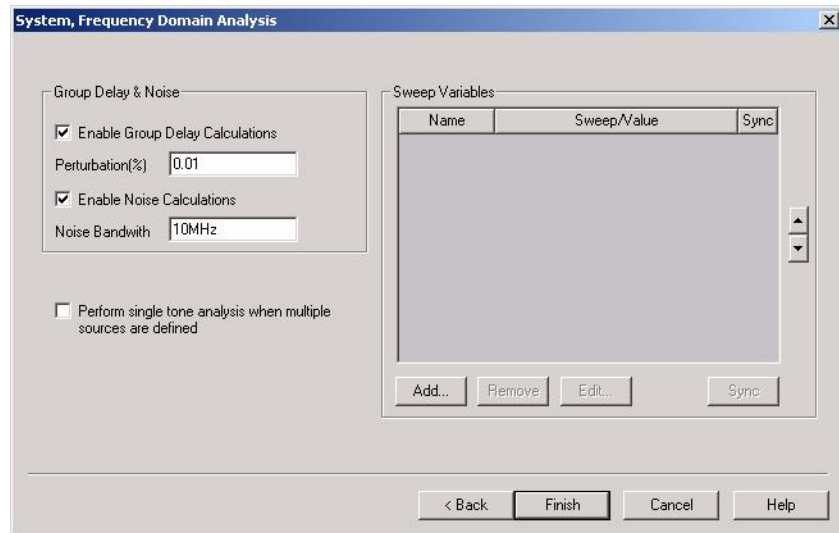 System, Frequency Domain Analysis
Group Delay & Noise
Enable Group Delay Calculations
Perturbation(%) 0.01
Enable Noise Calculations
Noise Bandwith 10MHz
Perform single tone analysis when multiple
sources are defined
Sweep Variables
Name Sweep/Value Sync
Add... Remove Edit... Sync
< Back Finish Cancel Help